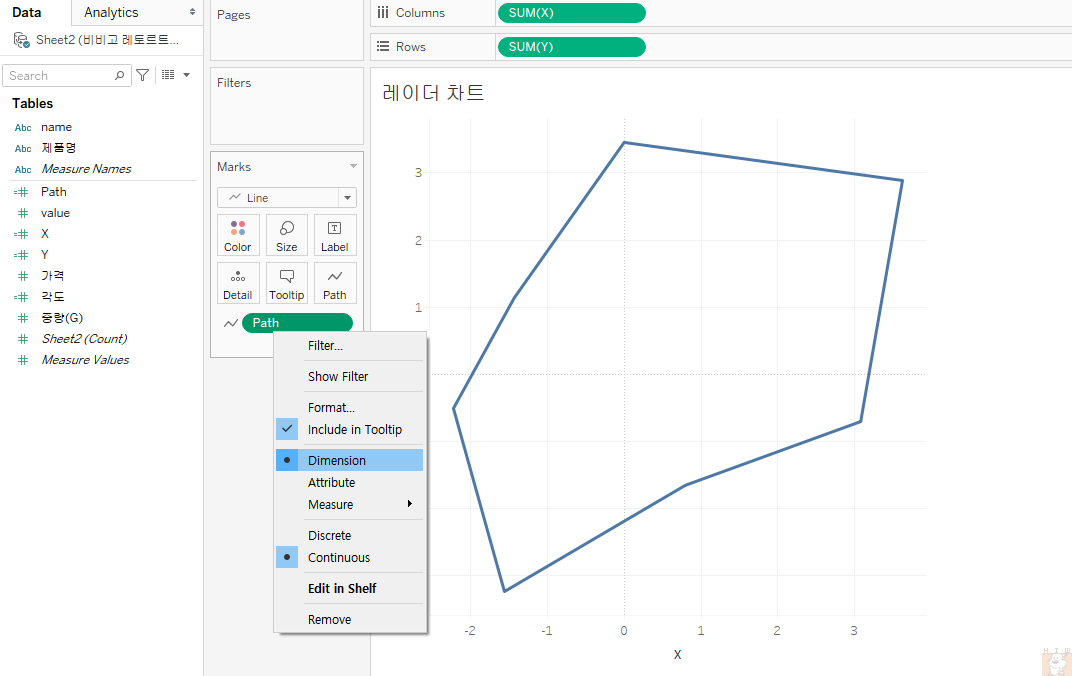 Data
Analytics
Sheet2 (비비고 레토르트...
Search
Tables
Abc name
Abc 제품명
Abc Measure Names
Path
value
X
Y
가격
각도
중량(G)
Sheet2 (Count)
Measure Values
Pages
Filters
Marks
Line
Color
Size
Label
Detail
Tooltip
Path
Path
Filter...
Show Filter
Format...
Include in Tooltip
Dimension
Attribute
Measure
Discrete
Continuous
Edit in Shelf
Remove
Columns
SUM(X)
Rows
SUM(Y)
레이더 차트
3
2
1
-2
-1
0
1
2
3
X